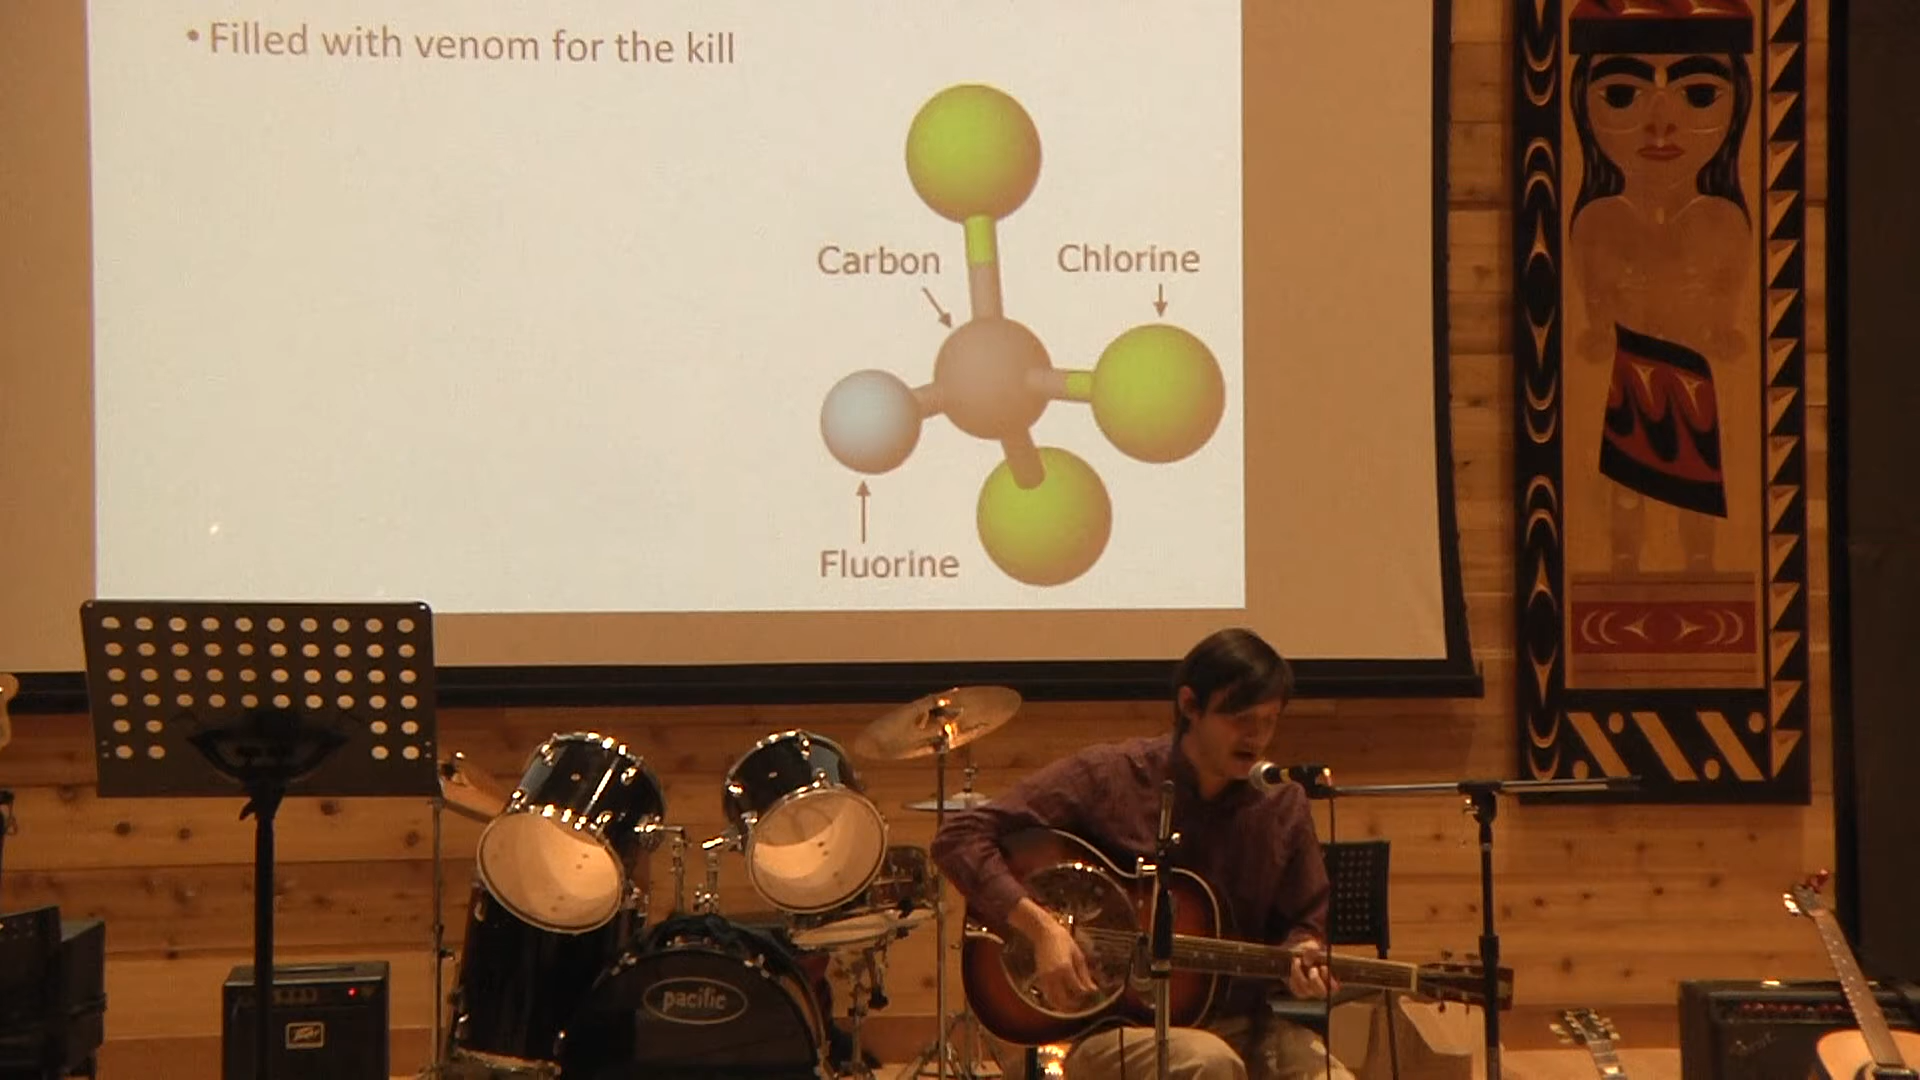 • Filled with venom for the kill
Carbon
Chlorine
Fluorine
pacific